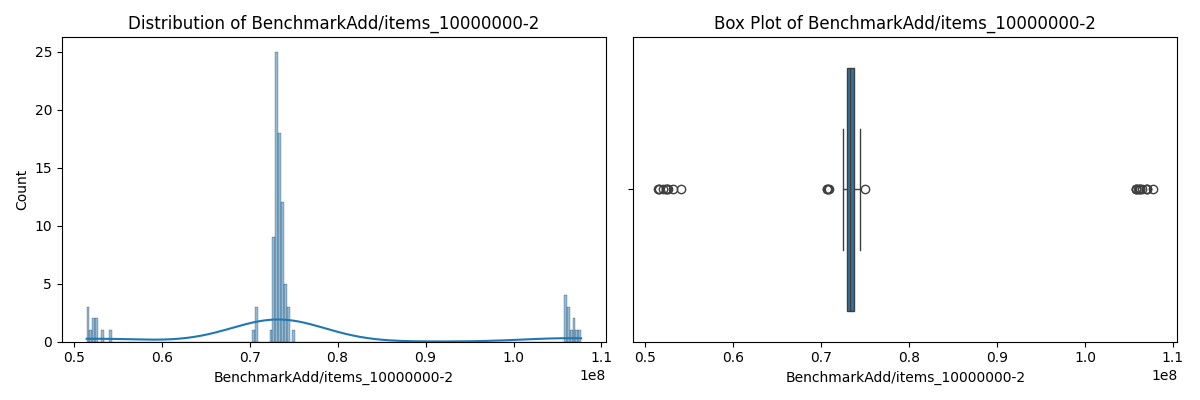 Distribution of BenchmarkAdd/items_10000000-2
Count
25
20
15
10
5
0
0.5 0.6 0.7 0.8 0.9 1.0 1.1
1e8
BenchmarkAdd/items_10000000-2
Box Plot of BenchmarkAdd/items_10000000-2
0.5 0.6 0.7 0.8 0.9 1.0 1.1
1e8
BenchmarkAdd/items_10000000-2